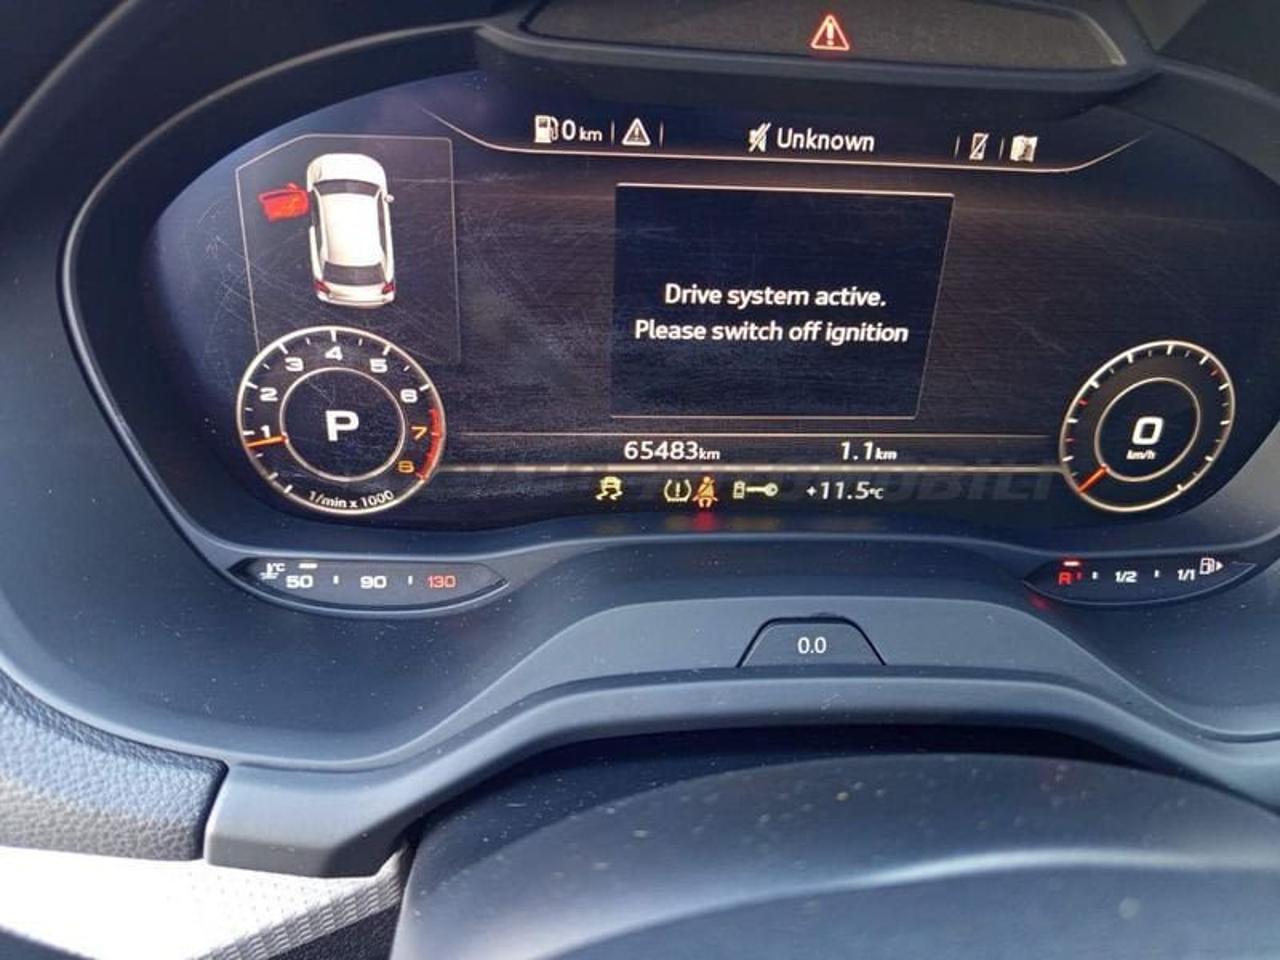 0 km
Unknown
Drive system active.
Please switch off ignition
1 2 3 4 5 6 7 8
P
1/min x 1000
0
km/h
65483km
1.1km
+11.5°C
°C
50 90 130
R 1/2 1/1
0.0